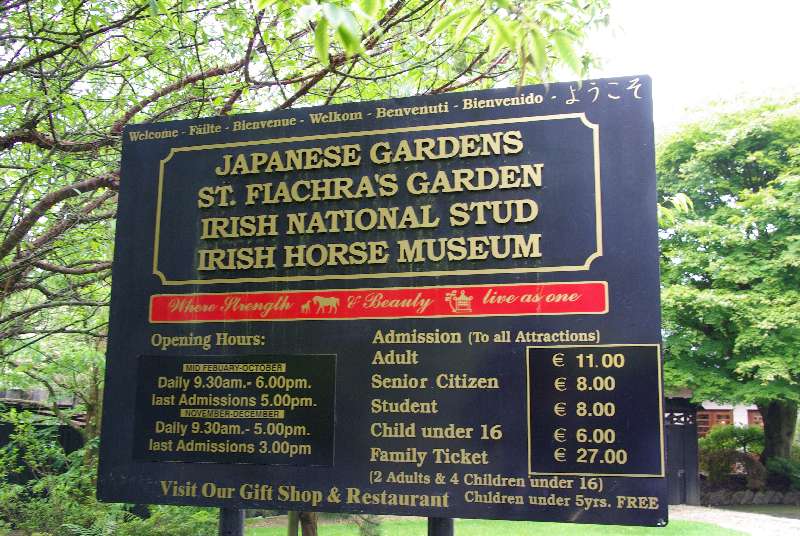 Welcome - Fáilte - Bienvenue - Welkom - Benvenuti - Bienvenido - ようこそ
JAPANESE GARDENS
ST. FIACHRA'S GARDEN
IRISH NATIONAL STUD
IRISH HORSE MUSEUM
Where Strength & Beauty live as one
Opening Hours:
MID FEBUARY-OCTOBER
Daily 9.30am.- 6.00pm.
last Admissions 5.00pm.
NOVEMBER-DECEMBER
Daily 9.30am.- 5.00pm.
last Admissions 3.00pm
Admission (To all Attractions)
Adult € 11.00
Senior Citizen € 8.00
Student € 8.00
Child under 16 € 6.00
Family Ticket € 27.00
(2 Adults & 4 Children under 16)
Visit Our Gift Shop & Restaurant
Children under 5yrs. FREE